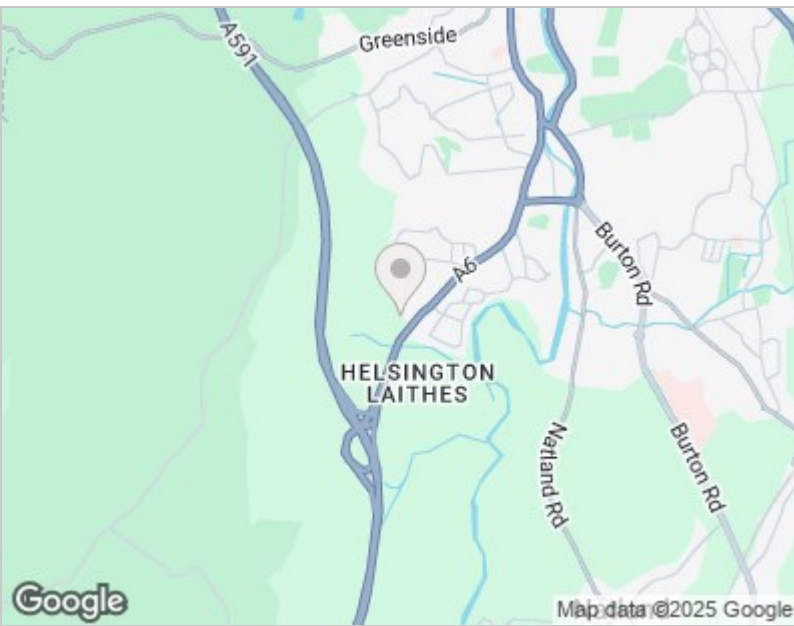 A591
Greenside
Burton Rd
A6
HELSINGTON
LAITHES
Natland Rd
Burton Rd
Google
Map data ©2025 Google